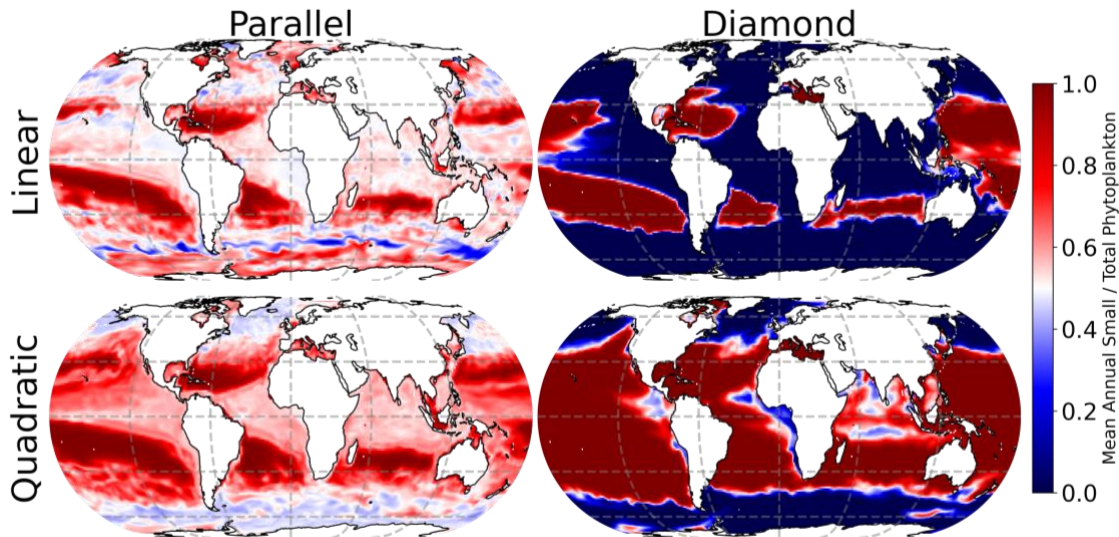 Parallel
Diamond
Linear
Quadratic
1.0
0.8
0.6
0.4
0.2
0.0
Mean Annual Small / Total Phytoplankton